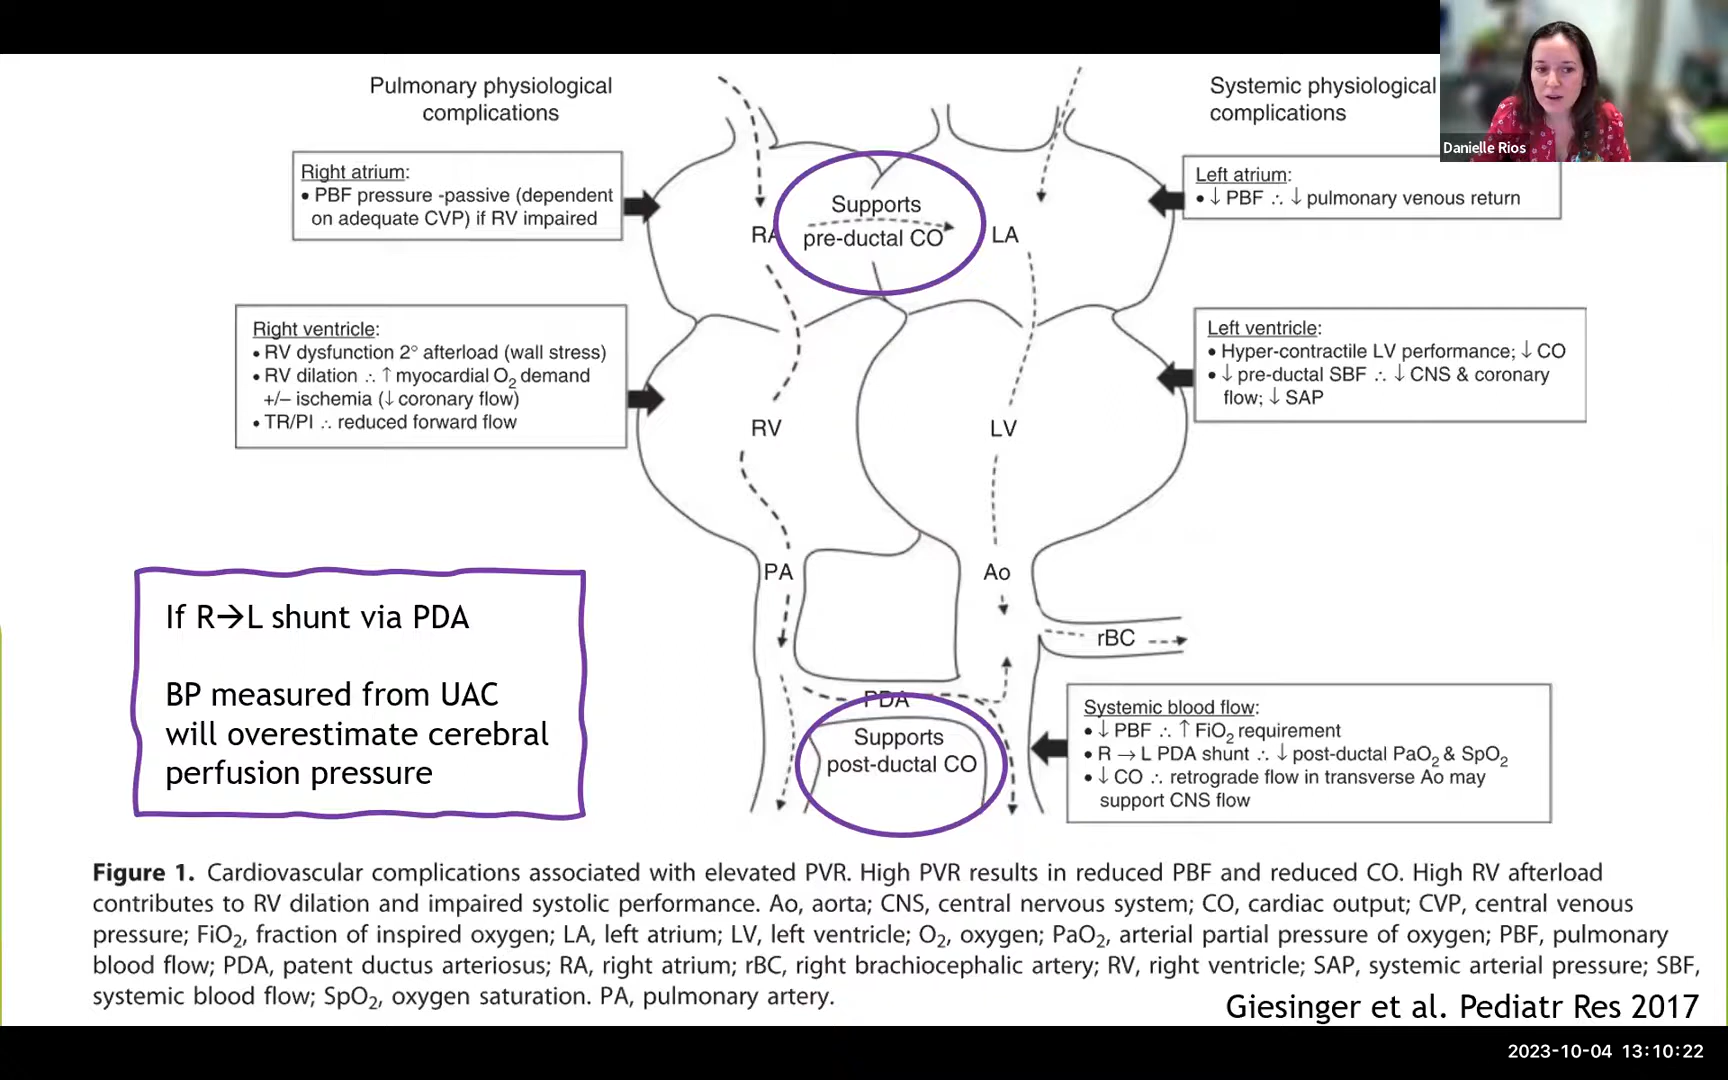 Pulmonary physiological
complications
Systemic physiological
complications
Danielle Rios
Right atrium:
• PBF pressure -passive (dependent
on adequate CVP) if RV impaired
Supports
pre-ductal CO
RA
LA
Left atrium:
• ↓ PBF ∴ ↓ pulmonary venous return
Right ventricle:
• RV dysfunction 2° afterload (wall stress)
• RV dilation ∴ ↑ myocardial O₂ demand
+/– ischemia (↓ coronary flow)
• TR/PI ∴ reduced forward flow
Left ventricle:
• Hyper-contractile LV performance; ↓ CO
• ↓ pre-ductal SBF ∴ ↓ CNS & coronary
flow; ↓ SAP
RV
LV
PA
Ao
rBC
If R→L shunt via PDA
BP measured from UAC
will overestimate cerebral
perfusion pressure
PDA
Supports
post-ductal CO
Systemic blood flow:
• ↓ PBF ∴ ↑ FiO₂ requirement
• R → L PDA shunt ∴ ↓ post-ductal PaO₂ & SpO₂
• ↓ CO ∴ retrograde flow in transverse Ao may
support CNS flow
Figure 1. Cardiovascular complications associated with elevated PVR. High PVR results in reduced PBF and reduced CO. High RV afterload
contributes to RV dilation and impaired systolic performance. Ao, aorta; CNS, central nervous system; CO, cardiac output; CVP, central venous
pressure; FiO₂, fraction of inspired oxygen; LA, left atrium; LV, left ventricle; O₂, oxygen; PaO₂, arterial partial pressure of oxygen; PBF, pulmonary
blood flow; PDA, patent ductus arteriosus; RA, right atrium; rBC, right brachiocephalic artery; RV, right ventricle; SAP, systemic arterial pressure; SBF,
systemic blood flow; SpO₂, oxygen saturation. PA, pulmonary artery.
Giesinger et al. Pediatr Res 2017
2023-10-04 13:10:22